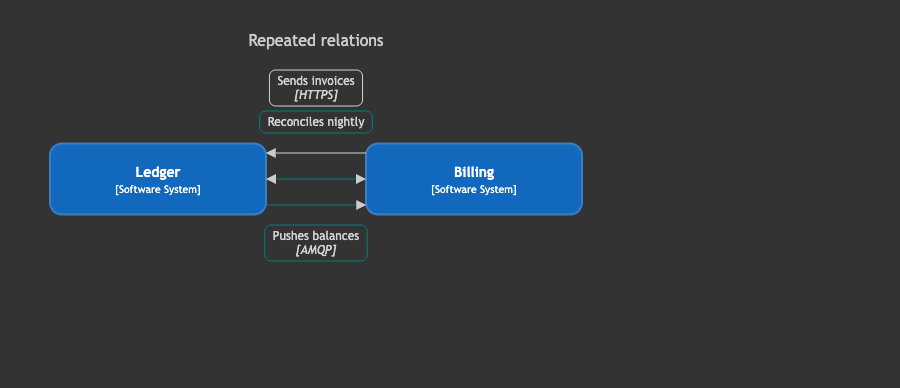 Repeated relations
Sends invoices
[HTTPS]
Reconciles nightly
Ledger
[Software System]
Billing
[Software System]
Pushes balances
[AMQP]